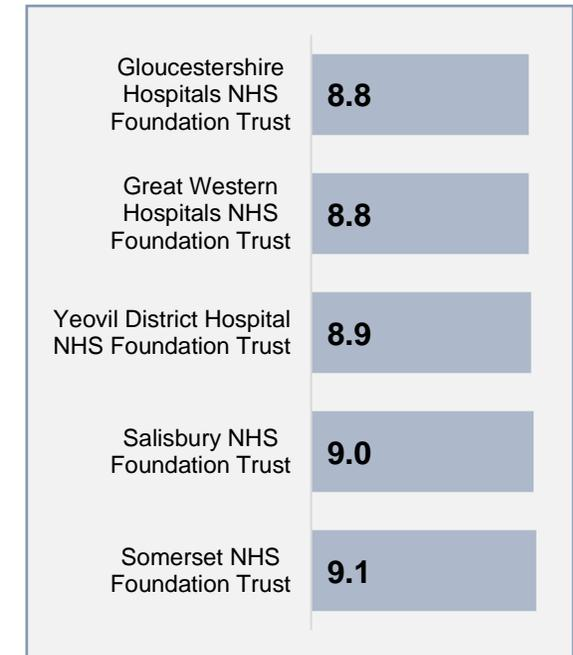 Gloucestershire
Hospitals NHS
Foundation Trust
8.8
Great Western
Hospitals NHS
Foundation Trust
8.8
Yeovil District Hospital
NHS Foundation Trust
8.9
Salisbury NHS
Foundation Trust
9.0
Somerset NHS
Foundation Trust
9.1